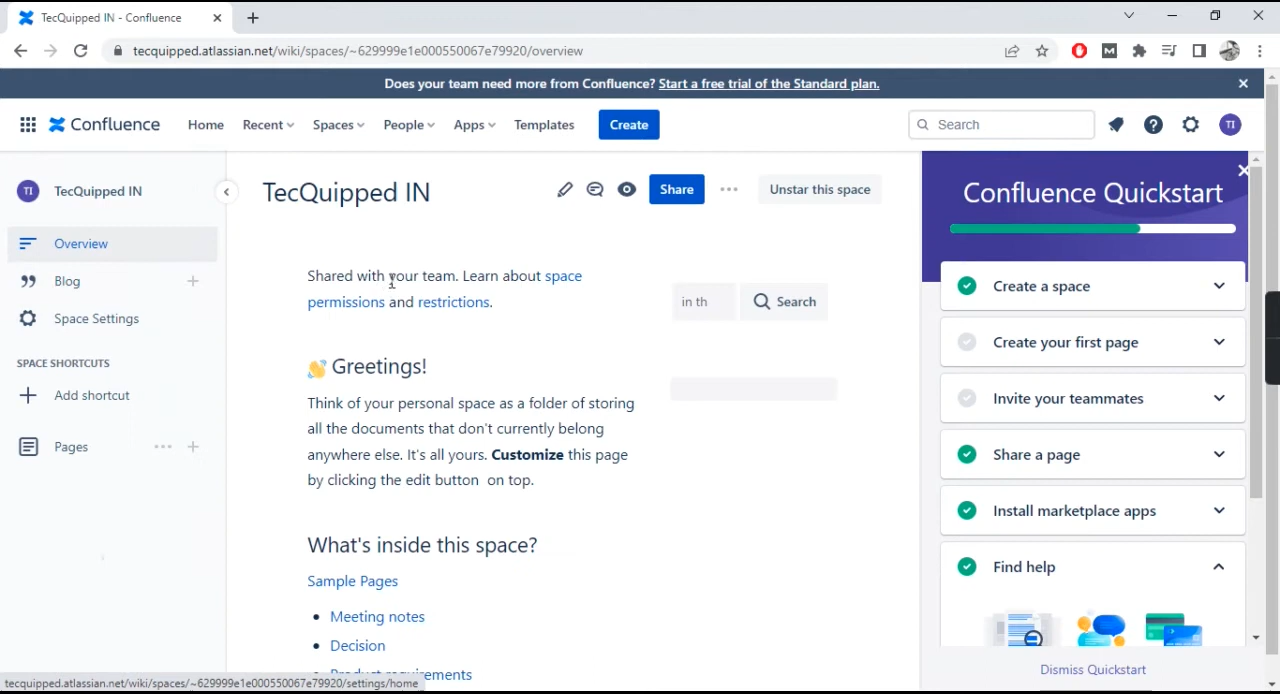 TecQuipped IN - Confluence
tecquipped.atlassian.net/wiki/spaces/~629999e1e000550067e79920/overview
Does your team need more from Confluence? Start a free trial of the Standard plan.
Confluence Home Recent Spaces People Apps Templates Create Search TI
TI TecQuipped IN
Overview
Blog
Space Settings
SPACE SHORTCUTS
Add shortcut
Pages
TecQuipped IN
Share
Unstar this space
Shared with your team. Learn about space
permissions and restrictions.
in th
Search
👋 Greetings!
Think of your personal space as a folder of storing
all the documents that don't currently belong
anywhere else. It's all yours. Customize this page
by clicking the edit button on top.
What's inside this space?
Sample Pages
• Meeting notes
• Decision
• Product requirements
Confluence Quickstart
Create a space
Create your first page
Invite your teammates
Share a page
Install marketplace apps
Find help
Dismiss Quickstart
tecquipped.atlassian.net/wiki/spaces/~629999e1e000550067e79920/settings/home